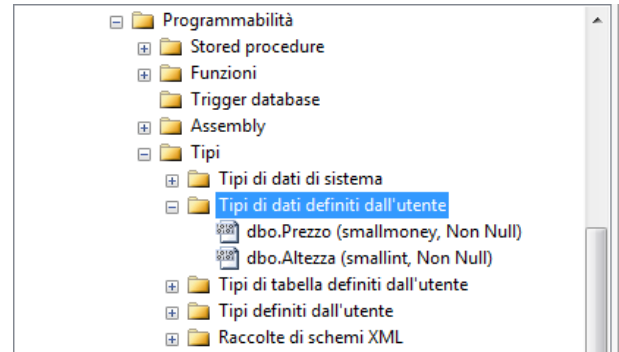 Programmabilità
Stored procedure
Funzioni
Trigger database
Assembly
Tipi
Tipi di dati di sistema
Tipi di dati definiti dall'utente
dbo.Prezzo (smallmoney, Non Null)
dbo.Altezza (smallint, Non Null)
Tipi di tabella definiti dall'utente
Tipi definiti dall'utente
Raccolte di schemi XML